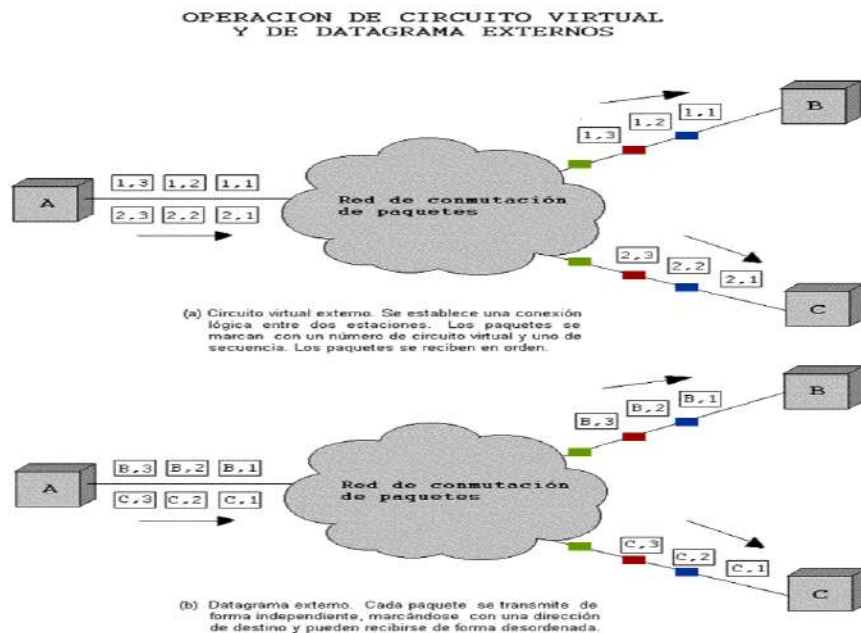 OPERACION DE CIRCUITO VIRTUAL
Y DE DATAGRAMA EXTERNOS
B
1,3 1,2 1,1
A
1,3 1,2 1,1
2,3 2,2 2,1
Red de conmutación
de paquetes
2,3 2,2 2,1
C
(a) Circuito virtual externo. Se establece una conexión
lógica entre dos estaciones. Los paquetes se
marcan con un número de circuito virtual y uno de
secuencia. Los paquetes se reciben en orden.
B
B,3 B,2 B,1
A
B,3 B,2 B,1
C,3 C,2 C,1
Red de conmutación
de paquetes
C,3 C,2 C,1
C
(b) Datagrama externo. Cada paquete se transmite de
forma independiente, marcándose con una dirección
de destino y pueden recibirse de forma desordenada.